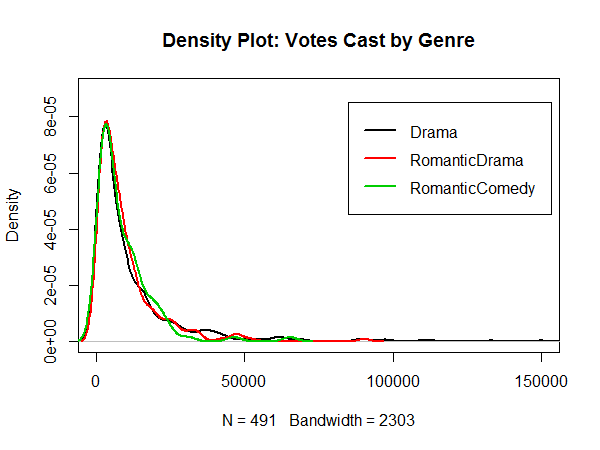 Density Plot: Votes Cast by Genre
Density
8e-05
6e-05
4e-05
2e-05
0e+00
Drama
RomanticDrama
RomanticComedy
0 50000 100000 150000
N = 491 Bandwidth = 2303